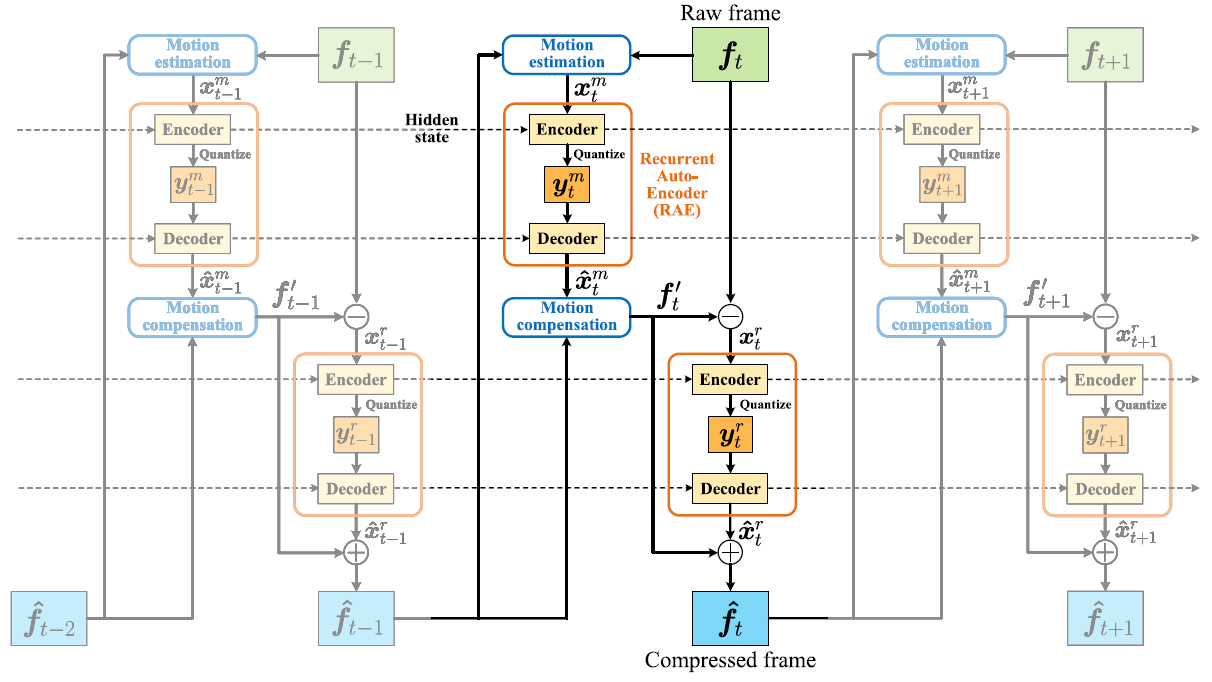 Raw frame
Motion
estimation
f_{t−1}
Motion
estimation
f_t
Motion
estimation
f_{t+1}
x^m_{t−1}
x^m_t
x^m_{t+1}
Encoder
Hidden
state
Encoder
Encoder
Quantize
Quantize
Quantize
y^m_{t−1}
y^m_t
Recurrent
Auto-
Encoder
(RAE)
y^m_{t+1}
Decoder
Decoder
Decoder
x̂^m_{t−1}
x̂^m_t
x̂^m_{t+1}
Motion
compensation
f′_{t−1}
−
Motion
compensation
f′_t
−
Motion
compensation
f′_{t+1}
−
x^r_{t−1}
x^r_t
x^r_{t+1}
Encoder
Encoder
Encoder
Quantize
Quantize
Quantize
y^r_{t−1}
y^r_t
y^r_{t+1}
Decoder
Decoder
Decoder
x̂^r_{t−1}
x̂^r_t
x̂^r_{t+1}
+
+
+
f̂_{t−2}
f̂_{t−1}
f̂_t
f̂_{t+1}
Compressed frame